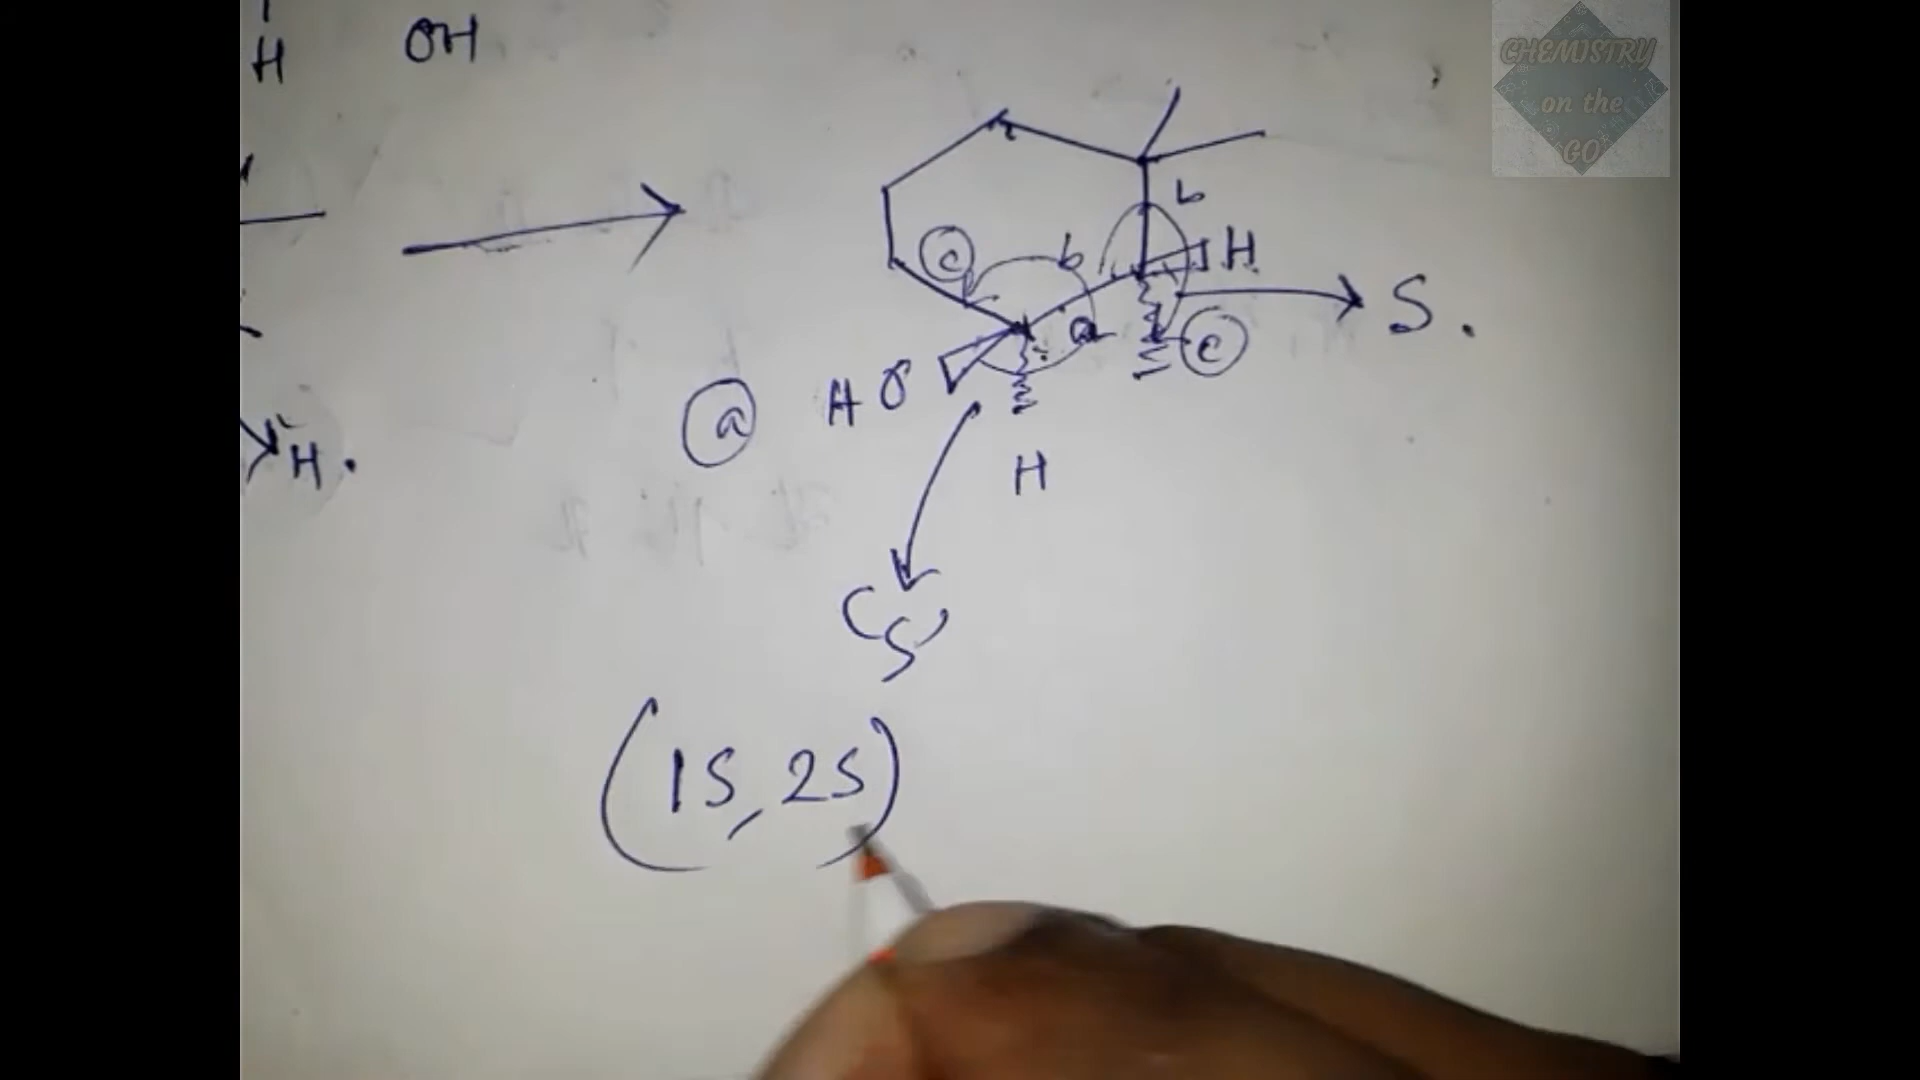 H OH
CHEMISTRY
on the
GO
b
c b H
a S.
c
a HO
H.
H
S
(1S, 2S)